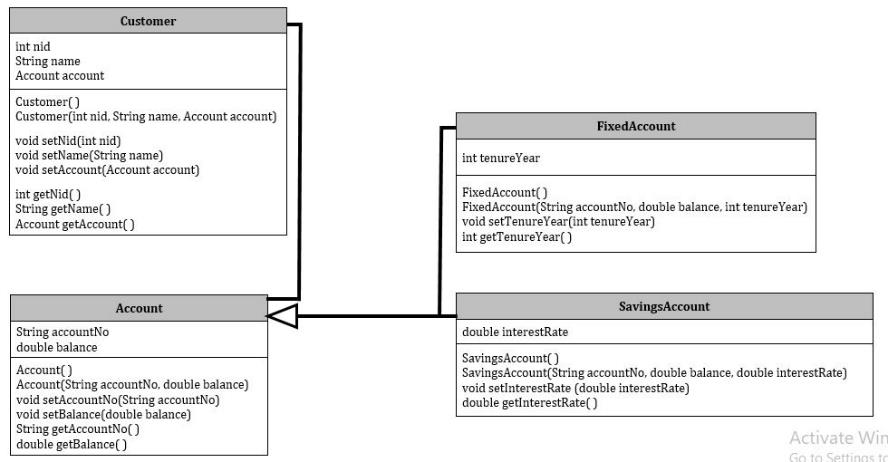 Customer
int nid
String name
Account account
Customer( )
Customer(int nid, String name, Account account)
void setNid(int nid)
void setName(String name)
void setAccount(Account account)
int getNid( )
String getName( )
Account getAccount( )
FixedAccount
int tenureYear
FixedAccount( )
FixedAccount(String accountNo, double balance, int tenureYear)
void setTenureYear(int tenureYear)
int getTenureYear( )
Account
String accountNo
double balance
Account( )
Account(String accountNo, double balance)
void setAccountNo(String accountNo)
void setBalance(double balance)
String getAccountNo( )
double getBalance( )
SavingsAccount
double interestRate
SavingsAccount( )
SavingsAccount(String accountNo, double balance, double interestRate)
void setInterestRate (double interestRate)
double getInterestRate( )
Activate Win
Go to Settings to